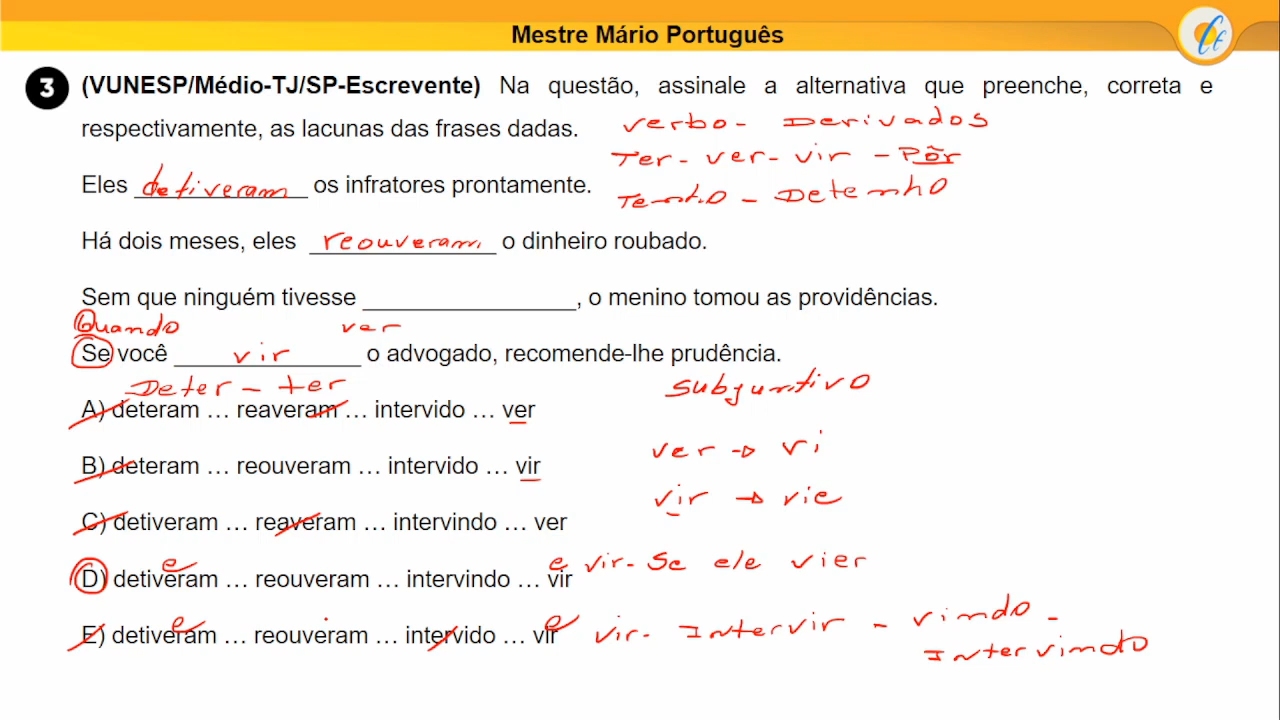 Mestre Mário Português
3 (VUNESP/Médio-TJ/SP-Escrevente) Na questão, assinale a alternativa que preenche, correta e
respectivamente, as lacunas das frases dadas. verbo - Derivados
Ter - ver - vir - Pôr
Eles detiveram os infratores prontamente. Tenho - Detenho
Há dois meses, eles reouveram o dinheiro roubado.
Sem que ninguém tivesse ________________, o menino tomou as providências.
Quando ver
Se você vir o advogado, recomende-lhe prudência.
Deter - ter subjuntivo
A) deteram … reaveram … intervido … ver
ver → vi
B) deteram … reouveram … intervido … vir
vir → vie
C) detiveram … reaveram … intervindo … ver
e e vir - Se ele vier
D) detiveram … reouveram … intervindo … vir
e e vir - Intervir - vindo -
E) detiveram … reouveram … intervido … vir
Intervindo